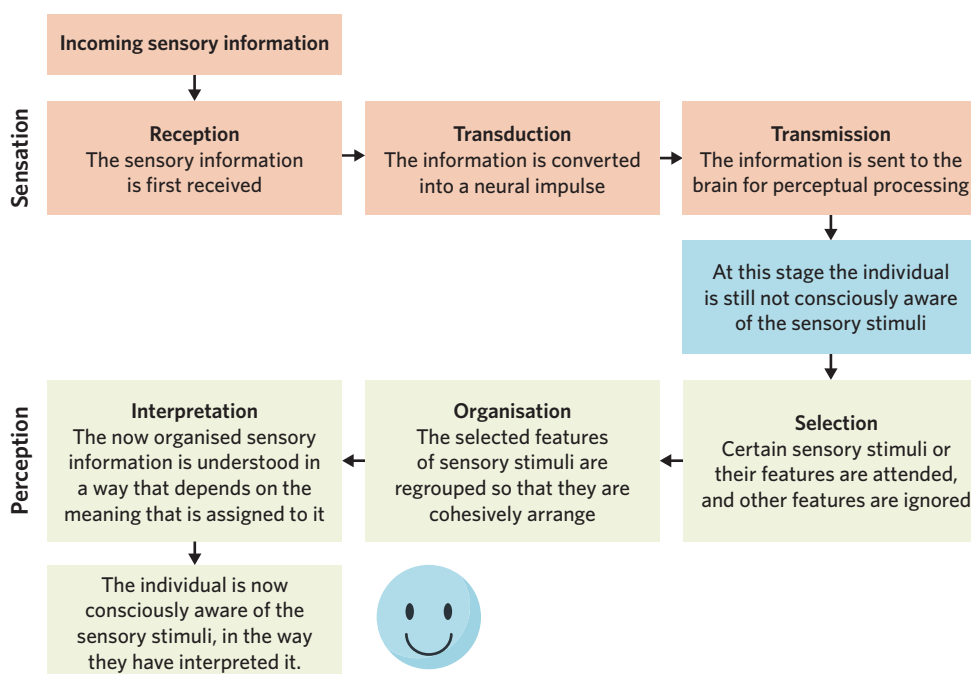 Incoming sensory information
Sensation
Reception
The sensory information
is first received
Transduction
The information is converted
into a neural impulse
Transmission
The information is sent to the
brain for perceptual processing
At this stage the individual
is still not consciously aware
of the sensory stimuli
Perception
Selection
Certain sensory stimuli or
their features are attended,
and other features are ignored
Organisation
The selected features
of sensory stimuli are
regrouped so that they are
cohesively arrange
Interpretation
The now organised sensory
information is understood in
a way that depends on the
meaning that is assigned to it
The individual is now
consciously aware of the
sensory stimuli, in the way
they have interpreted it.